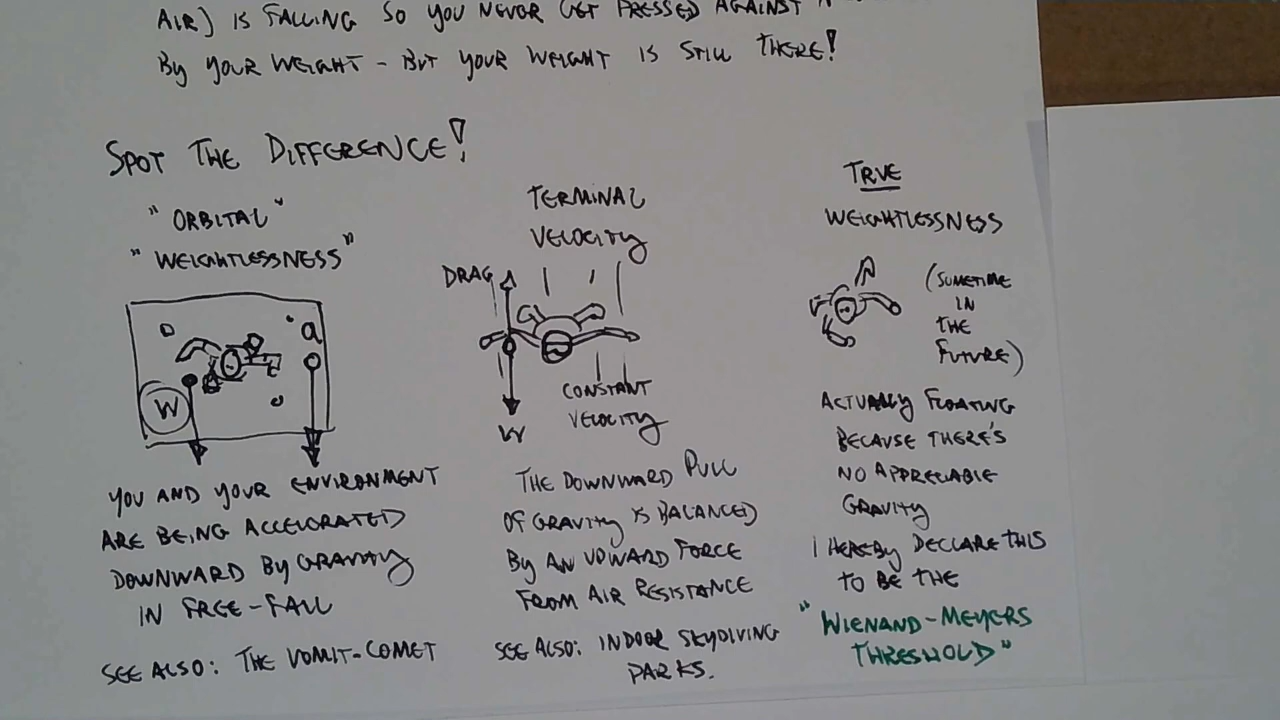 AIR) IS FALLING SO YOU NEVER GET PRESSED AGAINST
BY YOUR WEIGHT - BUT YOUR WEIGHT IS STILL THERE!
SPOT THE DIFFERENCE!
"ORBITAL"
"WEIGHTLESSNESS"
a
W
YOU AND YOUR ENVIRONMENT
ARE BEING ACCELORATED
DOWNWARD BY GRAVITY
IN FREE-FALL
SEE ALSO: THE VOMIT-COMET
TERMINAL
VELOCITY
DRAG
CONSTANT
VELOCITY
W
THE DOWNWARD PULL
OF GRAVITY IS BALANCED
BY AN UPWARD FORCE
FROM AIR RESISTANCE
SEE ALSO: INDOOR SKYDIVING
PARKS.
TRUE
WEIGHTLESSNESS
(SOMETIME
IN
THE
FUTURE)
ACTUALLY FLOATING
BECAUSE THERE'S
NO APPRECIABLE
GRAVITY
I HEREBY DECLARE THIS
TO BE THE
"WIENAND-MEYERS
THRESHOLD"